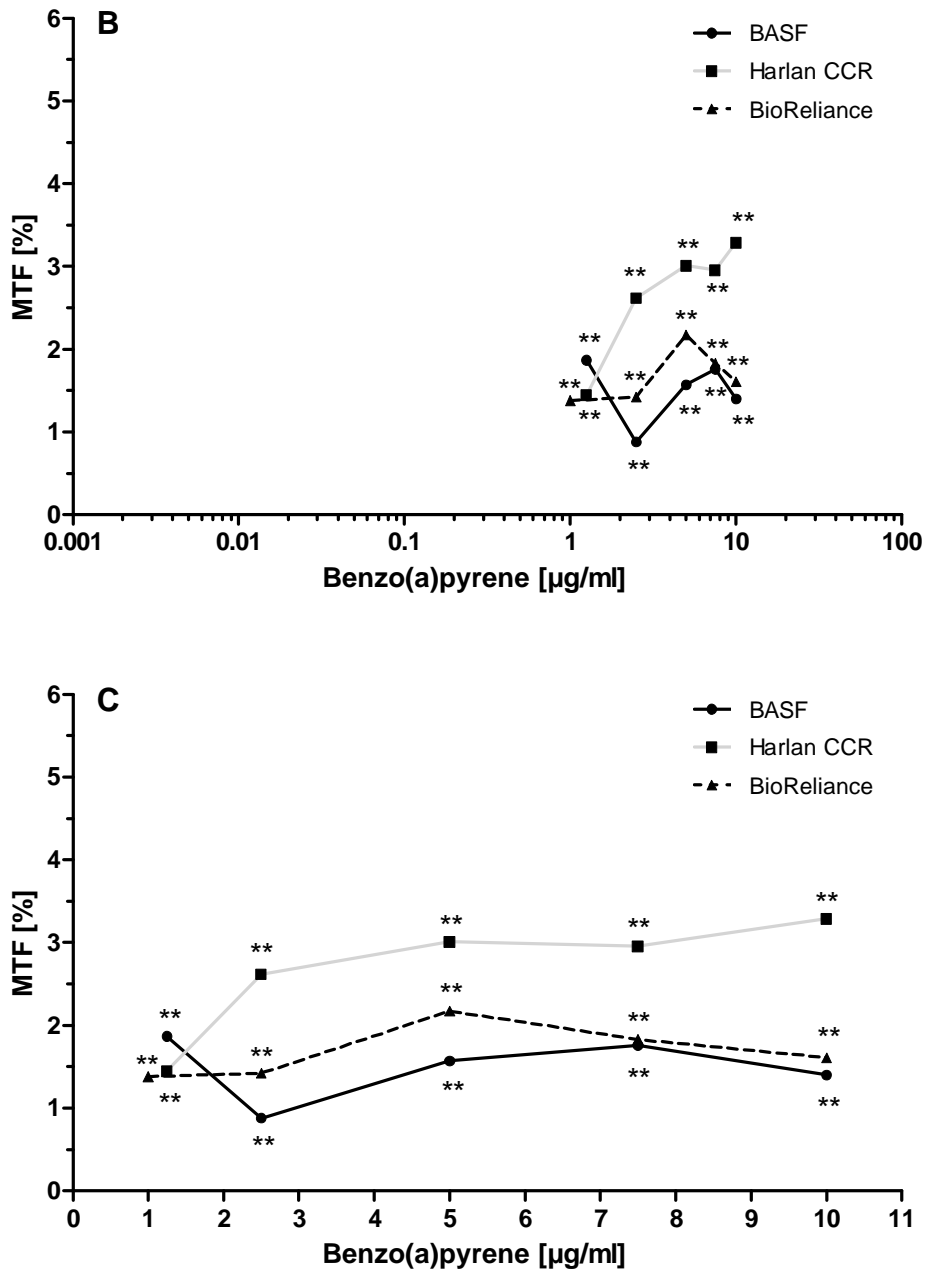 B
BASF
Harlan CCR
BioReliance
6
5
4
3
2
1
0
MTF [%]
** ** ** ** **
** ** ** ** **
** ** ** ** **
0.001 0.01 0.1 1 10 100
Benzo(a)pyrene [µg/ml]
C
BASF
Harlan CCR
BioReliance
6
5
4
3
2
1
0
MTF [%]
** ** ** ** **
** ** ** ** **
** ** ** ** **
0 1 2 3 4 5 6 7 8 9 10 11
Benzo(a)pyrene [µg/ml]